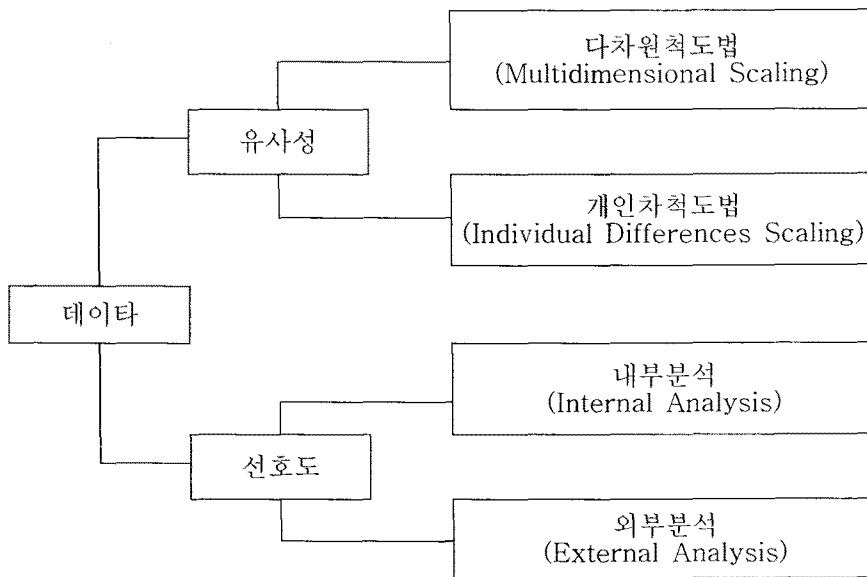 다차원척도법
(Multidimensional Scaling)
유사성
개인차척도법
(Individual Differences Scaling)
데이타
내부분석
(Internal Analysis)
선호도
외부분석
(External Analysis)